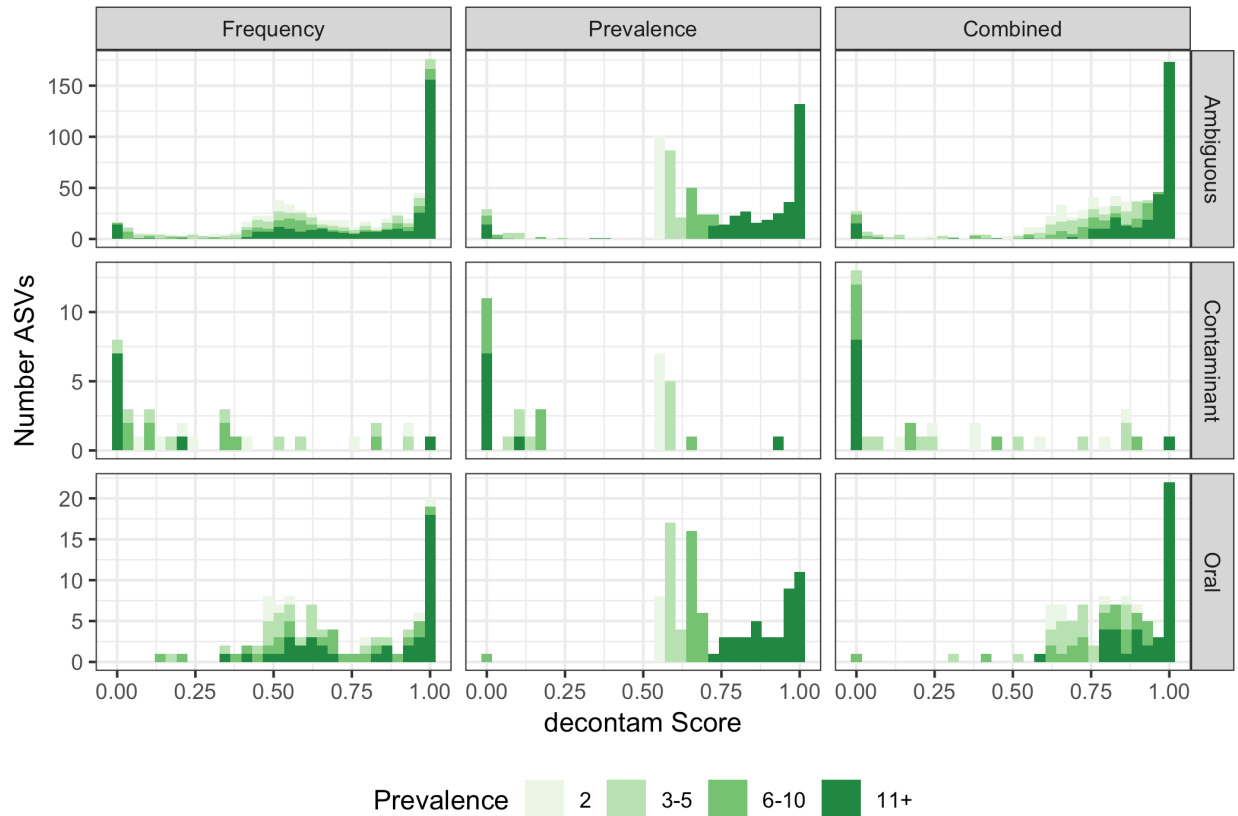 Frequency Prevalence Combined
150
100
50
0
Ambiguous
10
5
0
Contaminant
20
15
10
5
0
Oral
Number ASVs
0.00 0.25 0.50 0.75 1.00 0.00 0.25 0.50 0.75 1.00 0.00 0.25 0.50 0.75 1.00
decontam Score
Prevalence 2 3-5 6-10 11+